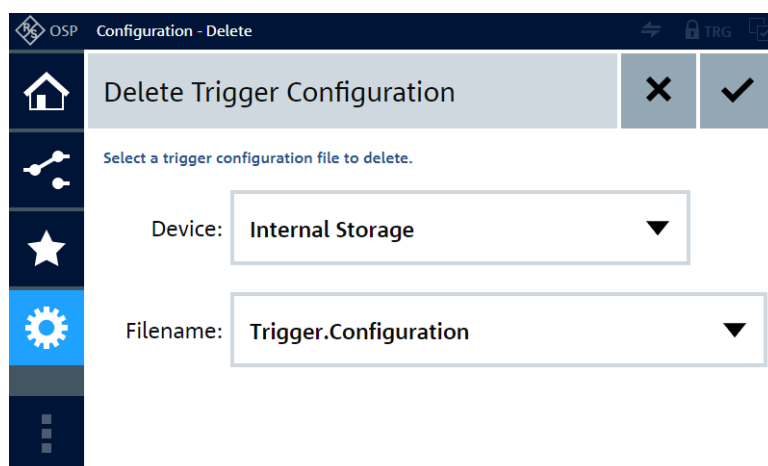 OSP Configuration - Delete TRG
Delete Trigger Configuration
Select a trigger configuration file to delete.
Device: Internal Storage
Filename: Trigger.Configuration